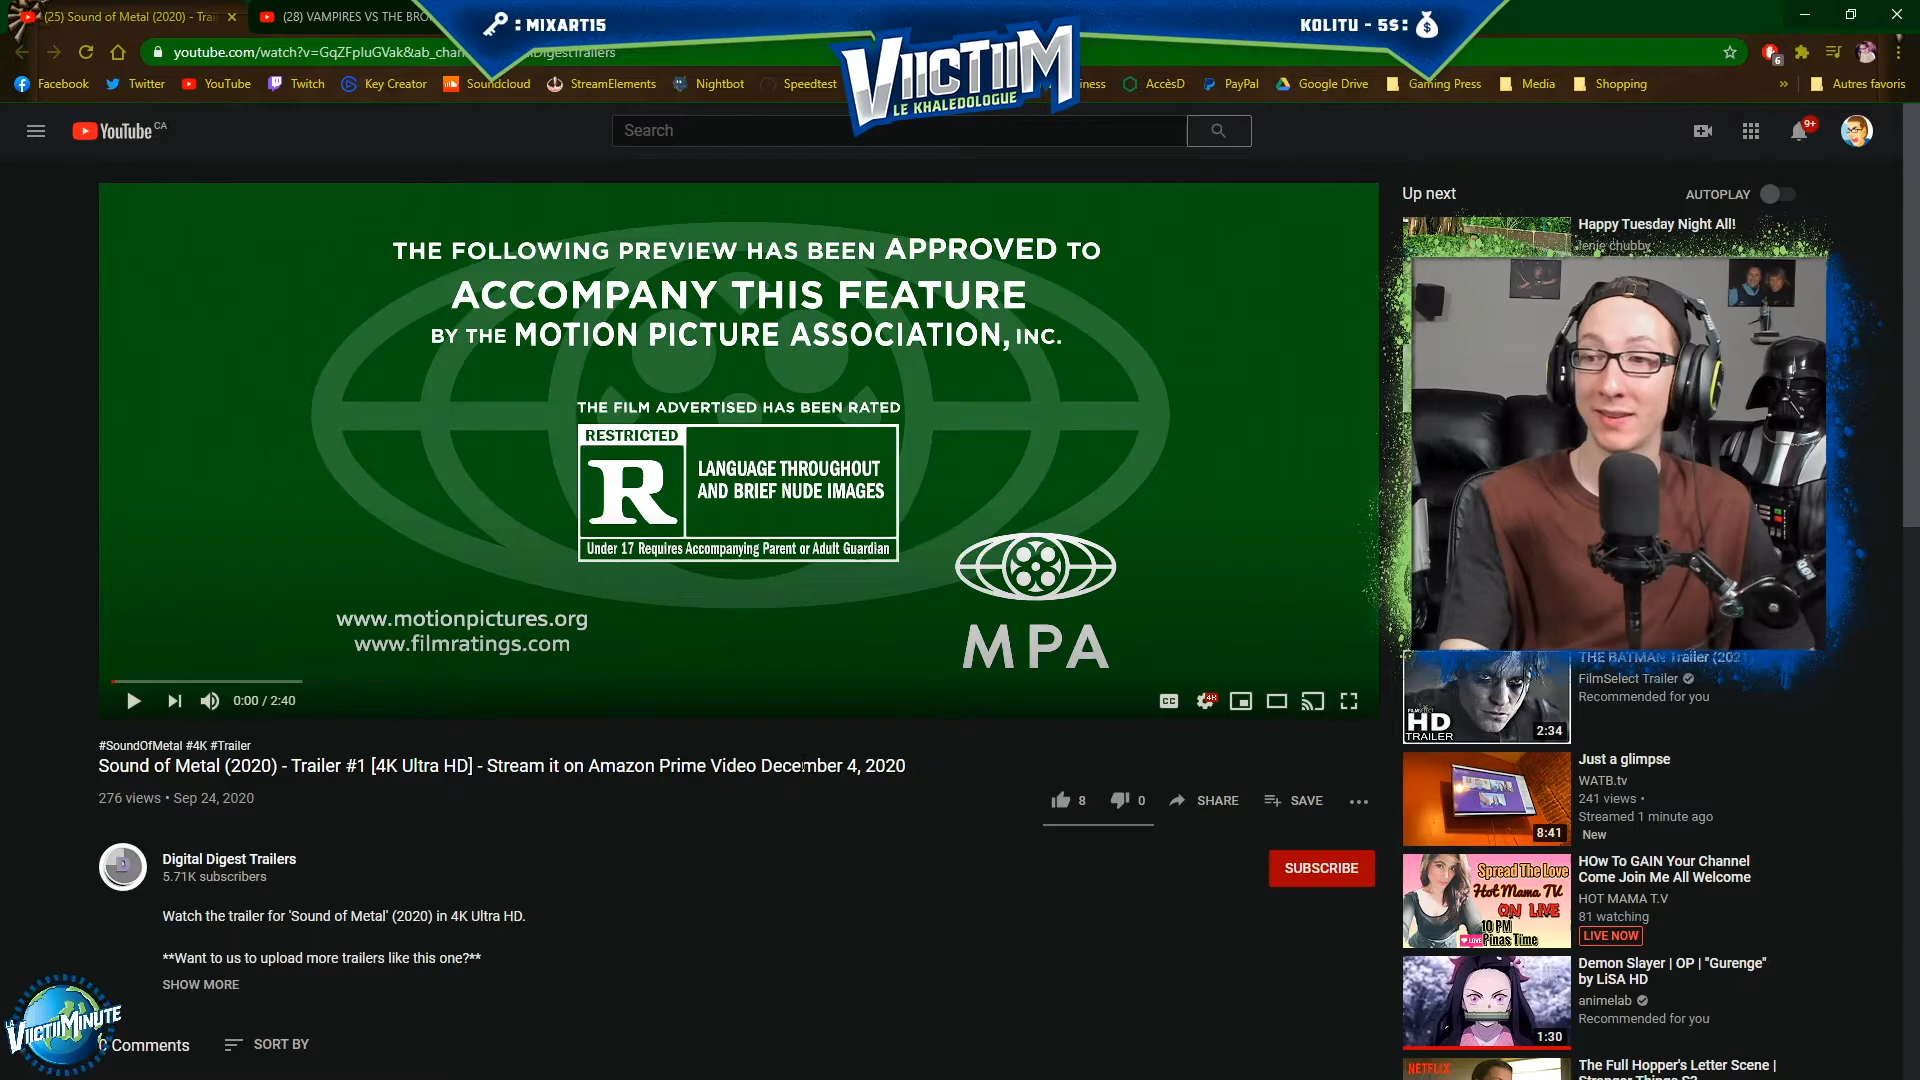 (25) Sound of Metal (2020) - Trai
(28) VAMPIRES VS THE BRO
: MIXART15
KOLITU - 5$:
VIICTIIM
LE KHALEDOLOGUE
youtube.com/watch?v=GqZFpIuGVak&ab_chan
DigestTrailers
Facebook
Twitter
YouTube
Twitch
Key Creator
Soundcloud
StreamElements
Nightbot
Speedtest
AccèsD
PayPal
Google Drive
Gaming Press
Media
Shopping
»
Autres favoris
6
YouTube CA
Search
9+
THE FOLLOWING PREVIEW HAS BEEN APPROVED TO
ACCOMPANY THIS FEATURE
BY THE MOTION PICTURE ASSOCIATION, INC.
THE FILM ADVERTISED HAS BEEN RATED
RESTRICTED
R
LANGUAGE THROUGHOUT
AND BRIEF NUDE IMAGES
Under 17 Requires Accompanying Parent or Adult Guardian
www.motionpictures.org
www.filmratings.com
MPA
0:00 / 2:40
CC
4K
#SoundOfMetal #4K #Trailer
Sound of Metal (2020) - Trailer #1 [4K Ultra HD] - Stream it on Amazon Prime Video December 4, 2020
276 views • Sep 24, 2020
8
0
SHARE
SAVE
Digital Digest Trailers
5.71K subscribers
SUBSCRIBE
Watch the trailer for 'Sound of Metal' (2020) in 4K Ultra HD.
**Want to us to upload more trailers like this one?**
SHOW MORE
LA VIICTIIMINUTE
Comments
SORT BY
Up next
AUTOPLAY
Happy Tuesday Night All!
Jenie chubby
THE BATMAN Trailer (2021)
FilmSelect Trailer
Recommended for you
HD
TRAILER
2:34
Just a glimpse
WATB.tv
241 views •
Streamed 1 minute ago
New
8:41
HOw To GAIN Your Channel
Come Join Me All Welcome
HOT MAMA T.V
81 watching
LIVE NOW
Spread The Love
Hot Mama TV
ON LIVE
10 PM
Pinas Time
LOVE
Demon Slayer | OP | "Gurenge"
by LiSA HD
animelab
Recommended for you
1:30
NETFLIX
The Full Hopper's Letter Scene |